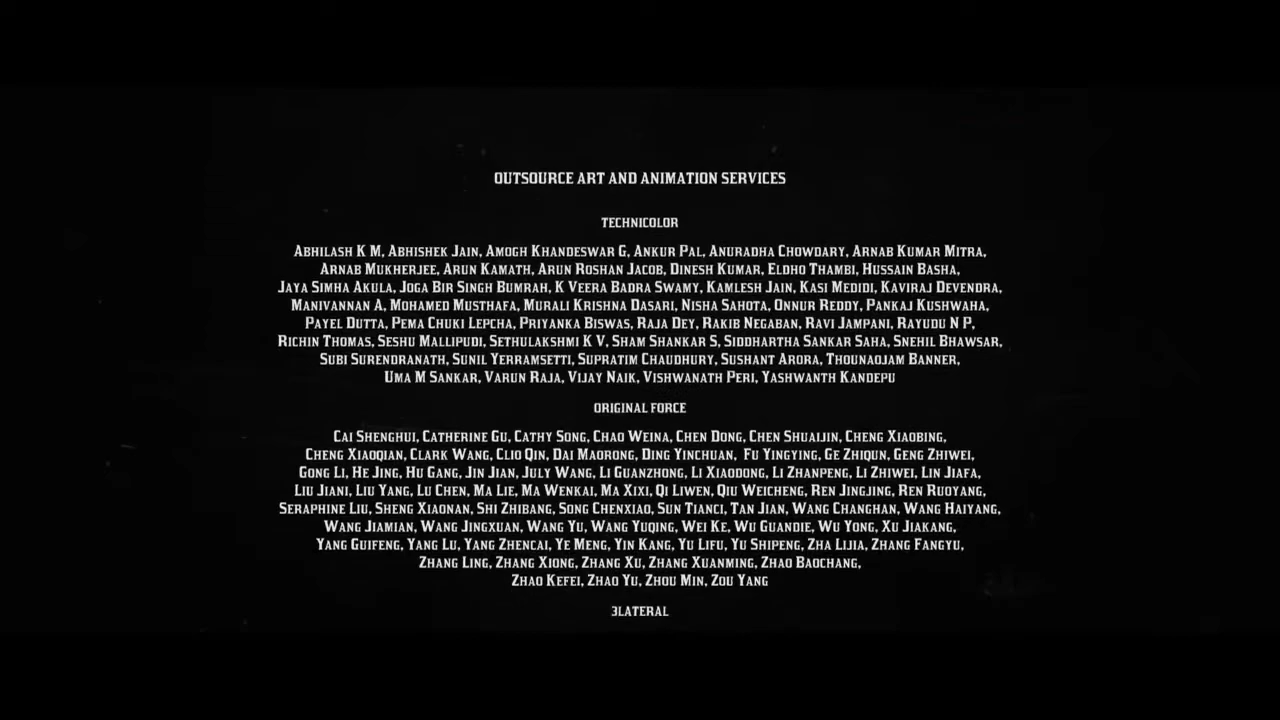 OUTSOURCE ART AND ANIMATION SERVICES
TECHNICOLOR
ABHILASH K M, ABHISHEK JAIN, AMOGH KHANDESWAR G, ANKUR PAL, ANURADHA CHOWDARY, ARNAB KUMAR MITRA,
ARNAB MUKHERJEE, ARUN KAMATH, ARUN ROSHAN JACOB, DINESH KUMAR, ELDHO THAMBI, HUSSAIN BASHA,
JAYA SIMHA AKULA, JOGA BIR SINGH BUMRAH, K VEERA BADRA SWAMY, KAMLESH JAIN, KASI MEDIDI, KAVIRAJ DEVENDRA,
MANIVANNAN A, MOHAMED MUSTHAFA, MURALI KRISHNA DASARI, NISHA SAHOTA, ONNUR REDDY, PANKAJ KUSHWAHA,
PAYEL DUTTA, PEMA CHUKI LEPCHA, PRIYANKA BISWAS, RAJA DEY, RAKIB NEGABAN, RAVI JAMPANI, RAYUDU N P,
RICHIN THOMAS, SESHU MALLIPUDI, SETHULAKSHMI K V, SHAM SHANKAR S, SIDDHARTHA SANKAR SAHA, SNEHIL BHAWSAR,
SUBI SURENDRANATH, SUNIL YERRAMSETTI, SUPRATIM CHAUDHURY, SUSHANT ARORA, THOUNAOJAM BANNER,
UMA M SANKAR, VARUN RAJA, VIJAY NAIK, VISHWANATH PERI, YASHWANTH KANDEPU
ORIGINAL FORCE
CAI SHENGHUI, CATHERINE GU, CATHY SONG, CHAO WEINA, CHEN DONG, CHEN SHUAIJIN, CHENG XIAOBING,
CHENG XIAOQIAN, CLARK WANG, CLIO QIN, DAI MAORONG, DING YINCHUAN, FU YINGYING, GE ZHIQUN, GENG ZHIWEI,
GONG LI, HE JING, HU GANG, JIN JIAN, JULY WANG, LI GUANZHONG, LI XIAODONG, LI ZHANPENG, LI ZHIWEI, LIN JIAFA,
LIU JIANI, LIU YANG, LU CHEN, MA LIE, MA WENKAI, MA XIXI, QI LIWEN, QIU WEICHENG, REN JINGJING, REN RUOYANG,
SERAPHINE LIU, SHENG XIAONAN, SHI ZHIBANG, SONG CHENXIAO, SUN TIANCI, TAN JIAN, WANG CHANGHAN, WANG HAIYANG,
WANG JIAMIAN, WANG JINGXUAN, WANG YU, WANG YUQING, WEI KE, WU GUANDIE, WU YONG, XU JIAKANG,
YANG GUIFENG, YANG LU, YANG ZHENCAI, YE MENG, YIN KANG, YU LIFU, YU SHIPENG, ZHA LIJIA, ZHANG FANGYU,
ZHANG LING, ZHANG XIONG, ZHANG XU, ZHANG XUANMING, ZHAO BAOCHANG,
ZHAO KEFEI, ZHAO YU, ZHOU MIN, ZOU YANG
3LATERAL